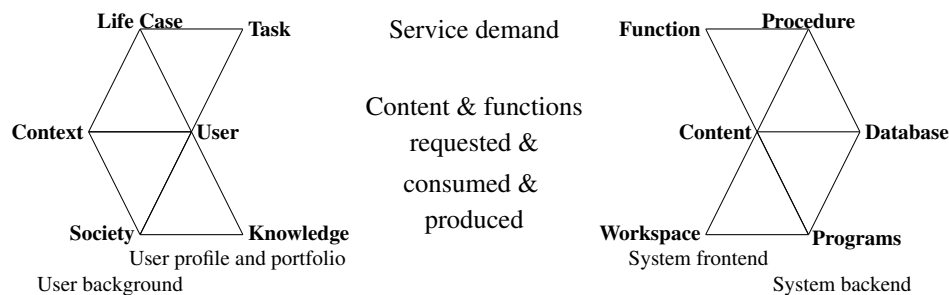 Life Case
Task
Service demand
Function
Procedure
Content & functions
Context
User
requested &
Content
Database
consumed &
produced
Society
Knowledge
Workspace
Programs
User profile and portfolio
System frontend
User background
System backend